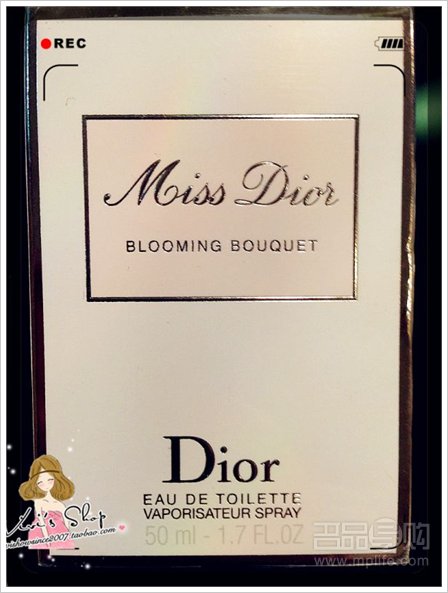 REC
Miss Dior
BLOOMING BOUQUET
Dior
EAU DE TOILETTE
VAPORISATEUR SPRAY
50 ml - 1.7 FL.OZ
Shop
www.mplife.com